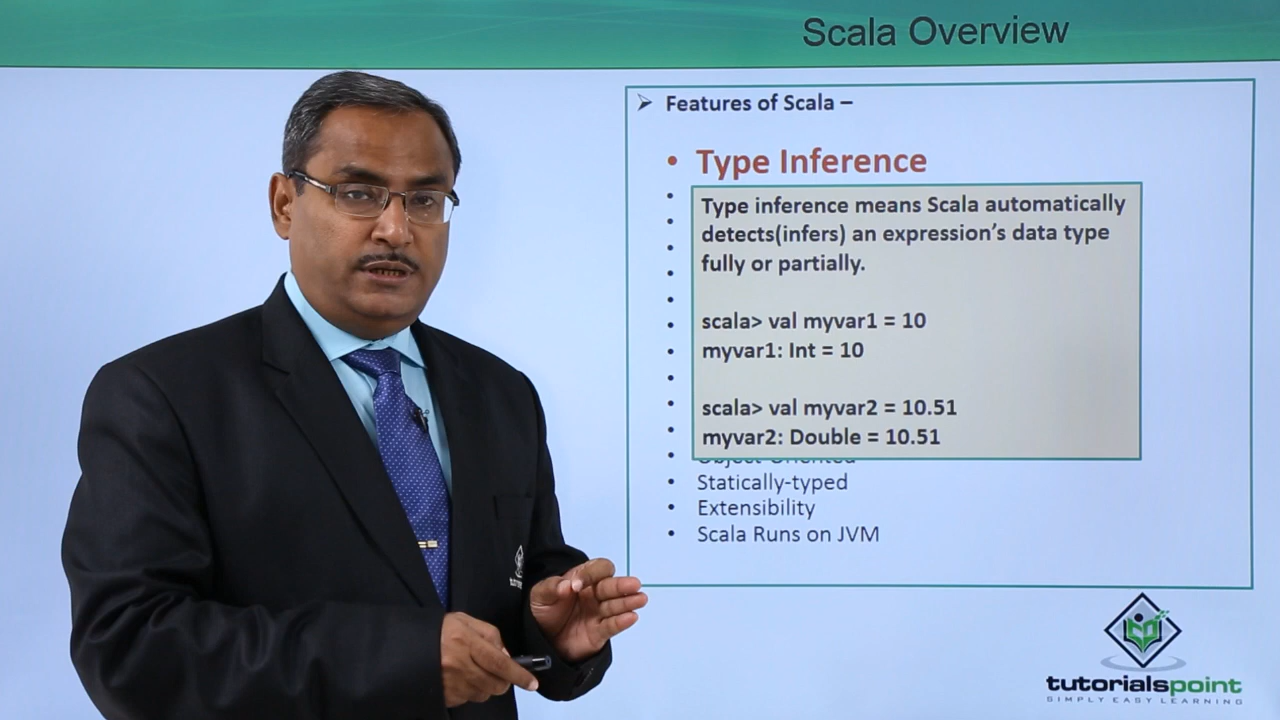 Scala Overview
➢ Features of Scala –
• Type Inference
Type inference means Scala automatically
detects(infers) an expression’s data type
fully or partially.
scala> val myvar1 = 10
myvar1: Int = 10
scala> val myvar2 = 10.51
myvar2: Double = 10.51
Object-Oriented
• Statically-typed
• Extensibility
• Scala Runs on JVM
tutorialspoint
SIMPLY EASY LEARNING